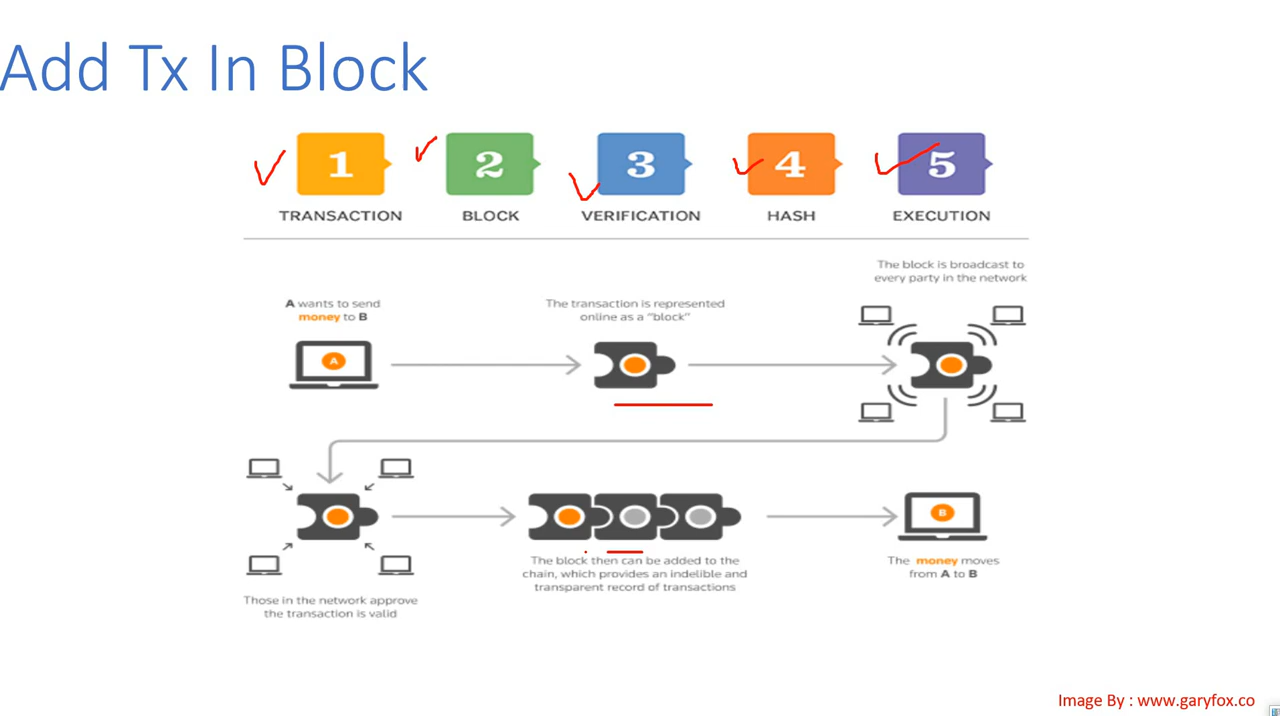 Add Tx In Block
1 2 3 4 5
TRANSACTION BLOCK VERIFICATION HASH EXECUTION
The block is broadcast to
every party in the network
A wants to send
money to B
The transaction is represented
online as a "block"
A
Those in the network approve
the transaction is valid
The block then can be added to the
chain, which provides an indelible and
transparent record of transactions
B
The money moves
from A to B
Image By : www.garyfox.co